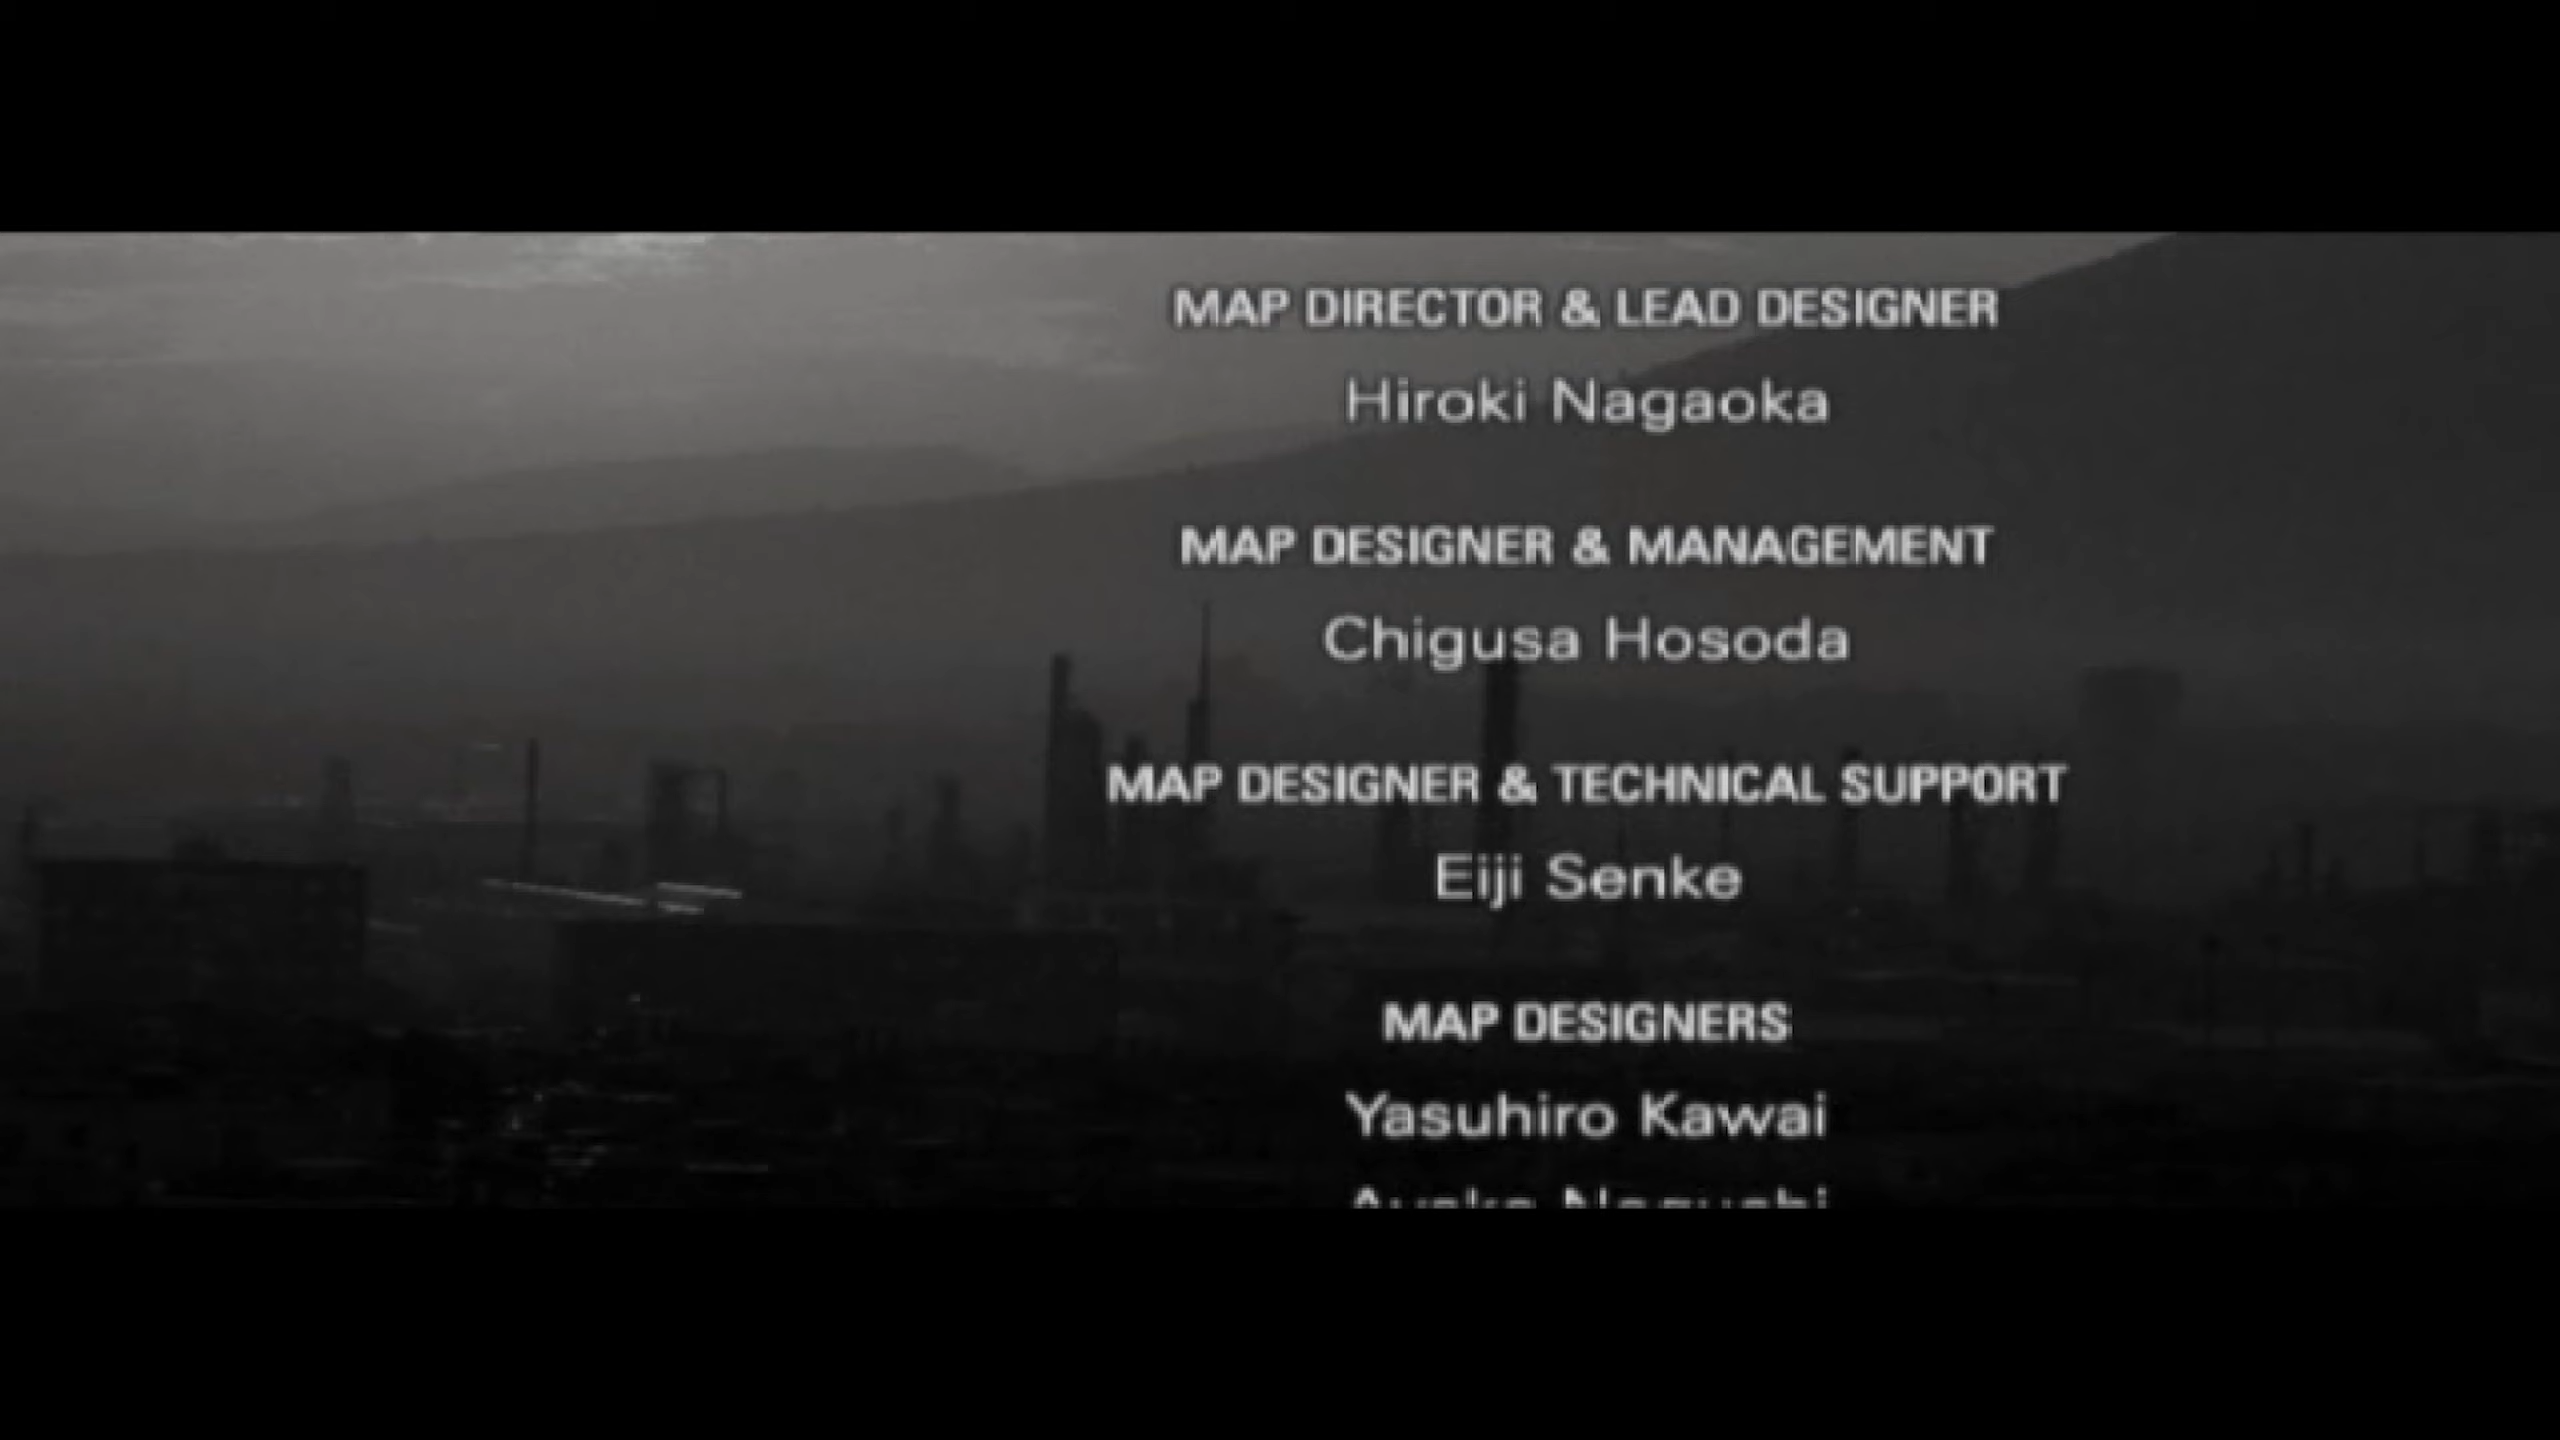 MAP DIRECTOR & LEAD DESIGNER
Hiroki Nagaoka
MAP DESIGNER & MANAGEMENT
Chigusa Hosoda
MAP DESIGNER & TECHNICAL SUPPORT
Eiji Senke
MAP DESIGNERS
Yasuhiro Kawai